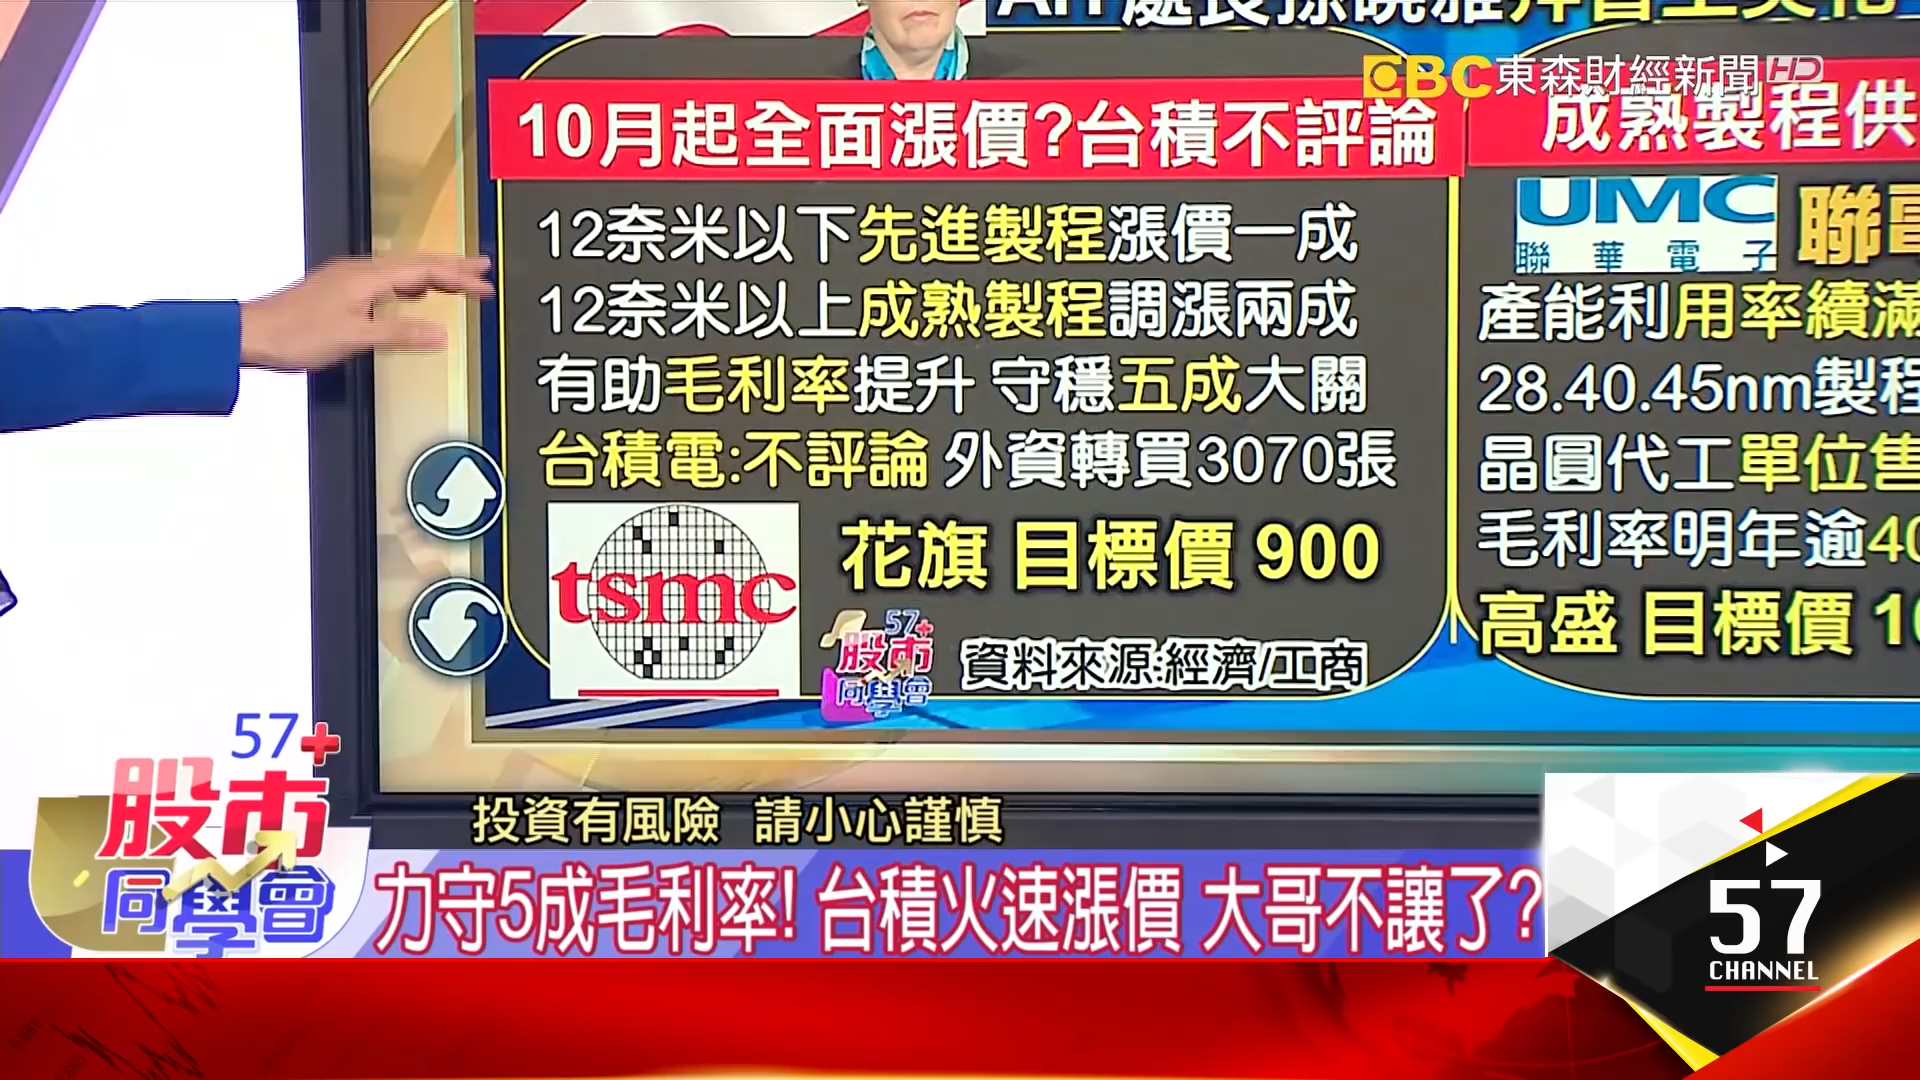 EBC東森財經新聞HD
10月起全面漲價?台積不評論
12奈米以下先進製程漲價一成
12奈米以上成熟製程調漲兩成
有助毛利率提升 守穩五成大關
台積電:不評論 外資轉買3070張
tsmc
花旗 目標價 900
57+
股市
同學會
資料來源:經濟/工商
成熟製程供
UMC
聯華電子
產能利用率續滿
28.40.45nm製程
晶圓代工單位售
毛利率明年逾40
高盛 目標價 10
投資有風險 請小心謹慎
57+
股市
同學會
力守5成毛利率! 台積火速漲價 大哥不讓了?
57
CHANNEL